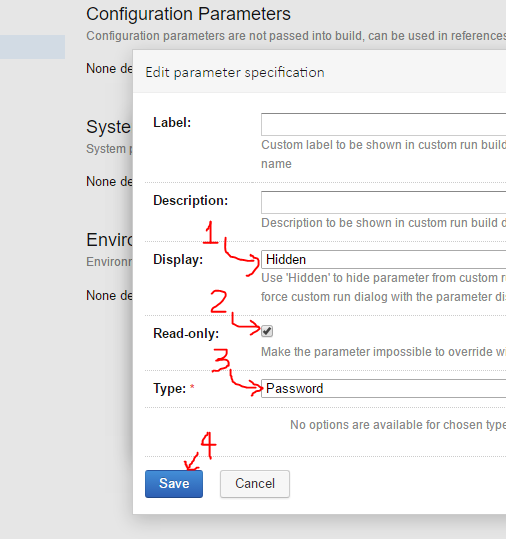 Configuration Parameters
Configuration parameters are not passed into build, can be used in references
None de
Edit parameter specification
Label:
Custom label to be shown in custom run build
name
Syste
System p
None de
Description:
Description to be shown in custom run build d
1
Enviro
Environm
None de
Display:
Hidden
Use 'Hidden' to hide parameter from custom r
force custom run dialog with the parameter di
2
Read-only:
Make the parameter impossible to override w
3
Type: *
Password
No options are available for chosen type
4
Save
Cancel